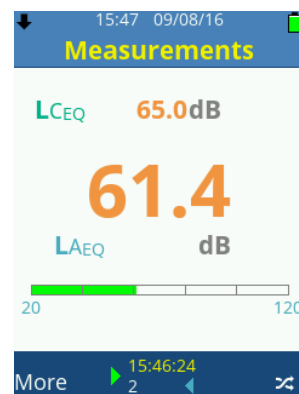 15:47 09/08/16
Measurements
LCEQ 65.0dB
61.4
LAEQ dB
20 120
15:46:24
More 2